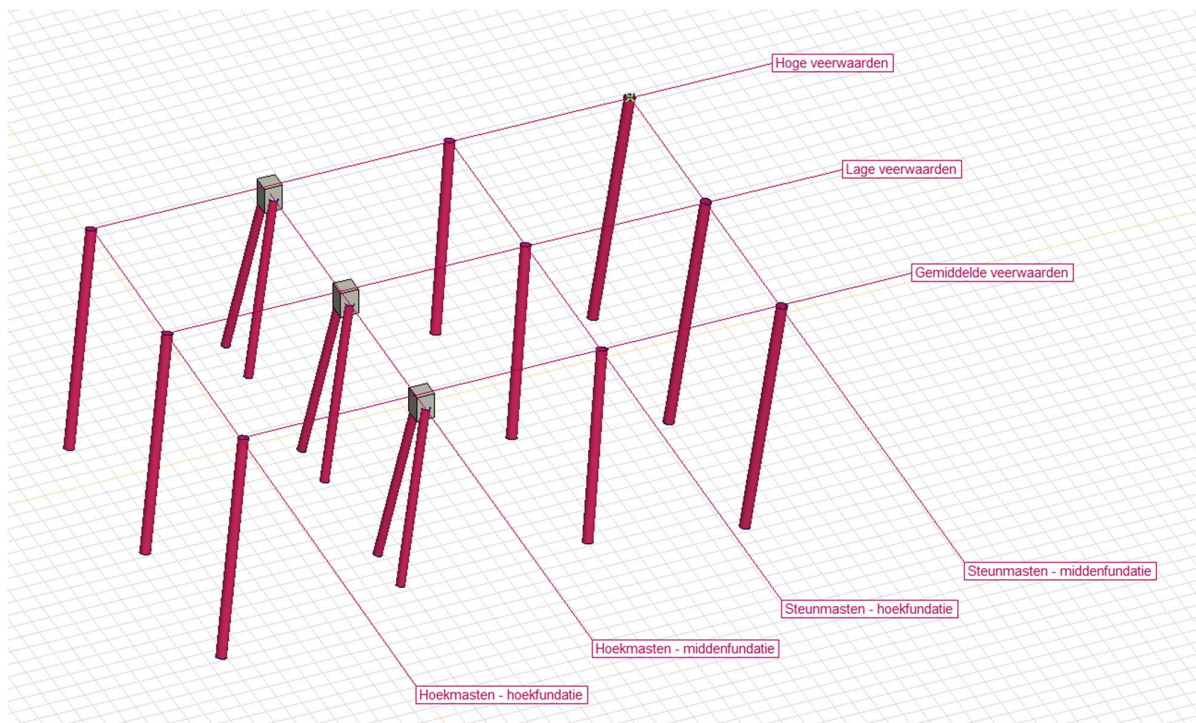 Hoge veerwaarden
Lage veerwaarden
Gemiddelde veerwaarden
Steunmasten - middenfundatie
Steunmasten - hoekfundatie
Hoekmasten - middenfundatie
Hoekmasten - hoekfundatie